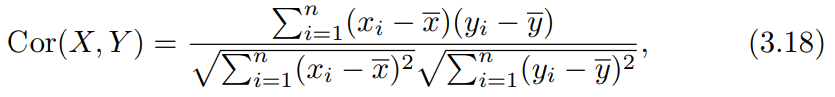 Cor(X, Y) = \frac{\sum_{i=1}^{n}(x_i - \overline{x})(y_i - \overline{y})}{\sqrt{\sum_{i=1}^{n}(x_i - \overline{x})^2}\sqrt{\sum_{i=1}^{n}(y_i - \overline{y})^2}}, (3.18)